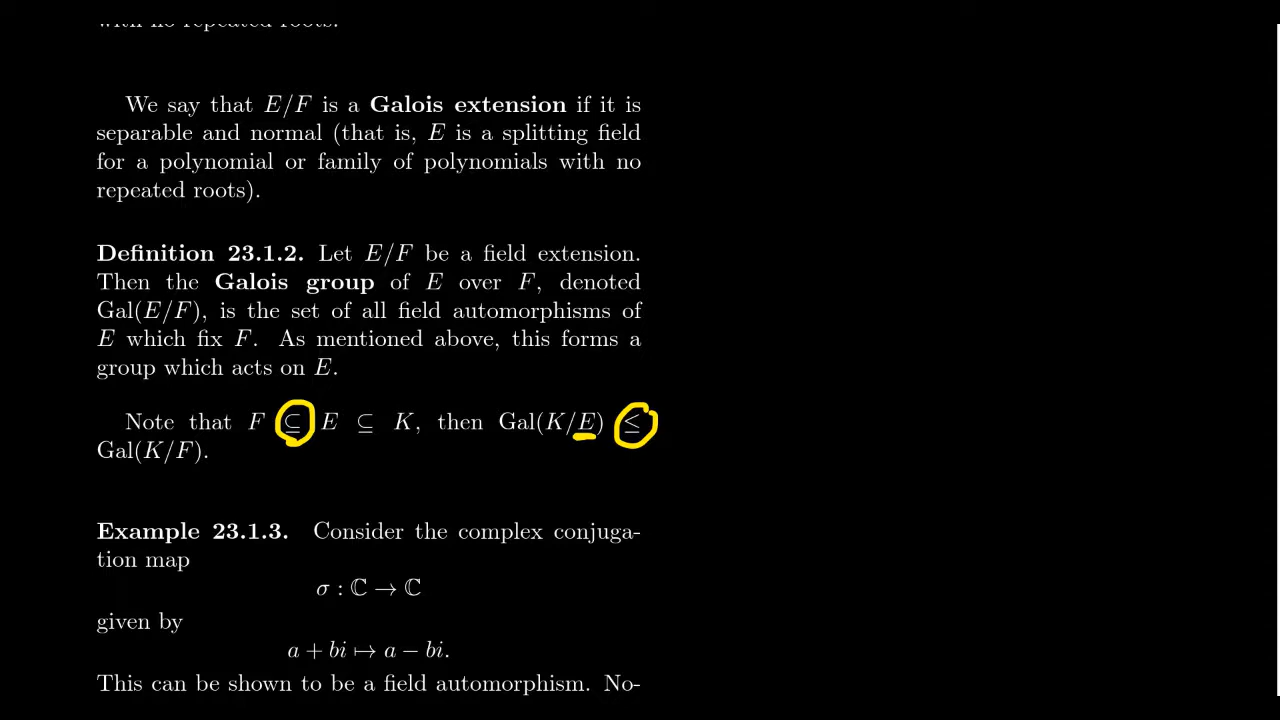 with no repeated roots.
We say that E/F is a Galois extension if it is
separable and normal (that is, E is a splitting field
for a polynomial or family of polynomials with no
repeated roots).
Definition 23.1.2. Let E/F be a field extension.
Then the Galois group of E over F, denoted
Gal(E/F), is the set of all field automorphisms of
E which fix F. As mentioned above, this forms a
group which acts on E.
Note that F ⊆ E ⊆ K, then Gal(K/E) ≤
Gal(K/F).
Example 23.1.3. Consider the complex conjuga-
tion map
σ : ℂ → ℂ
given by
a + bi ↦ a − bi.
This can be shown to be a field automorphism. No-